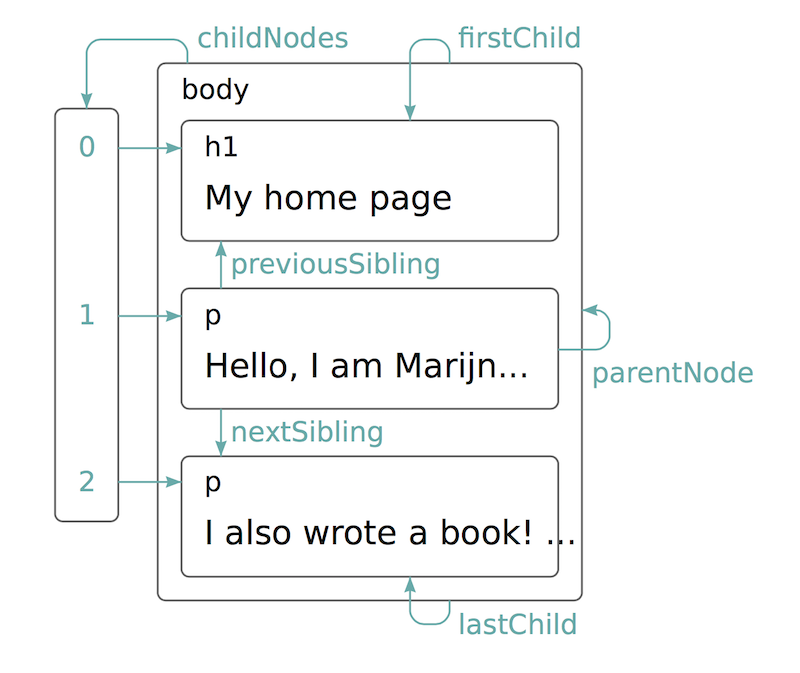 childNodes
firstChild
body
0
h1
My home page
previousSibling
1
p
Hello, I am Marijn...
parentNode
nextSibling
2
p
I also wrote a book! ...
lastChild